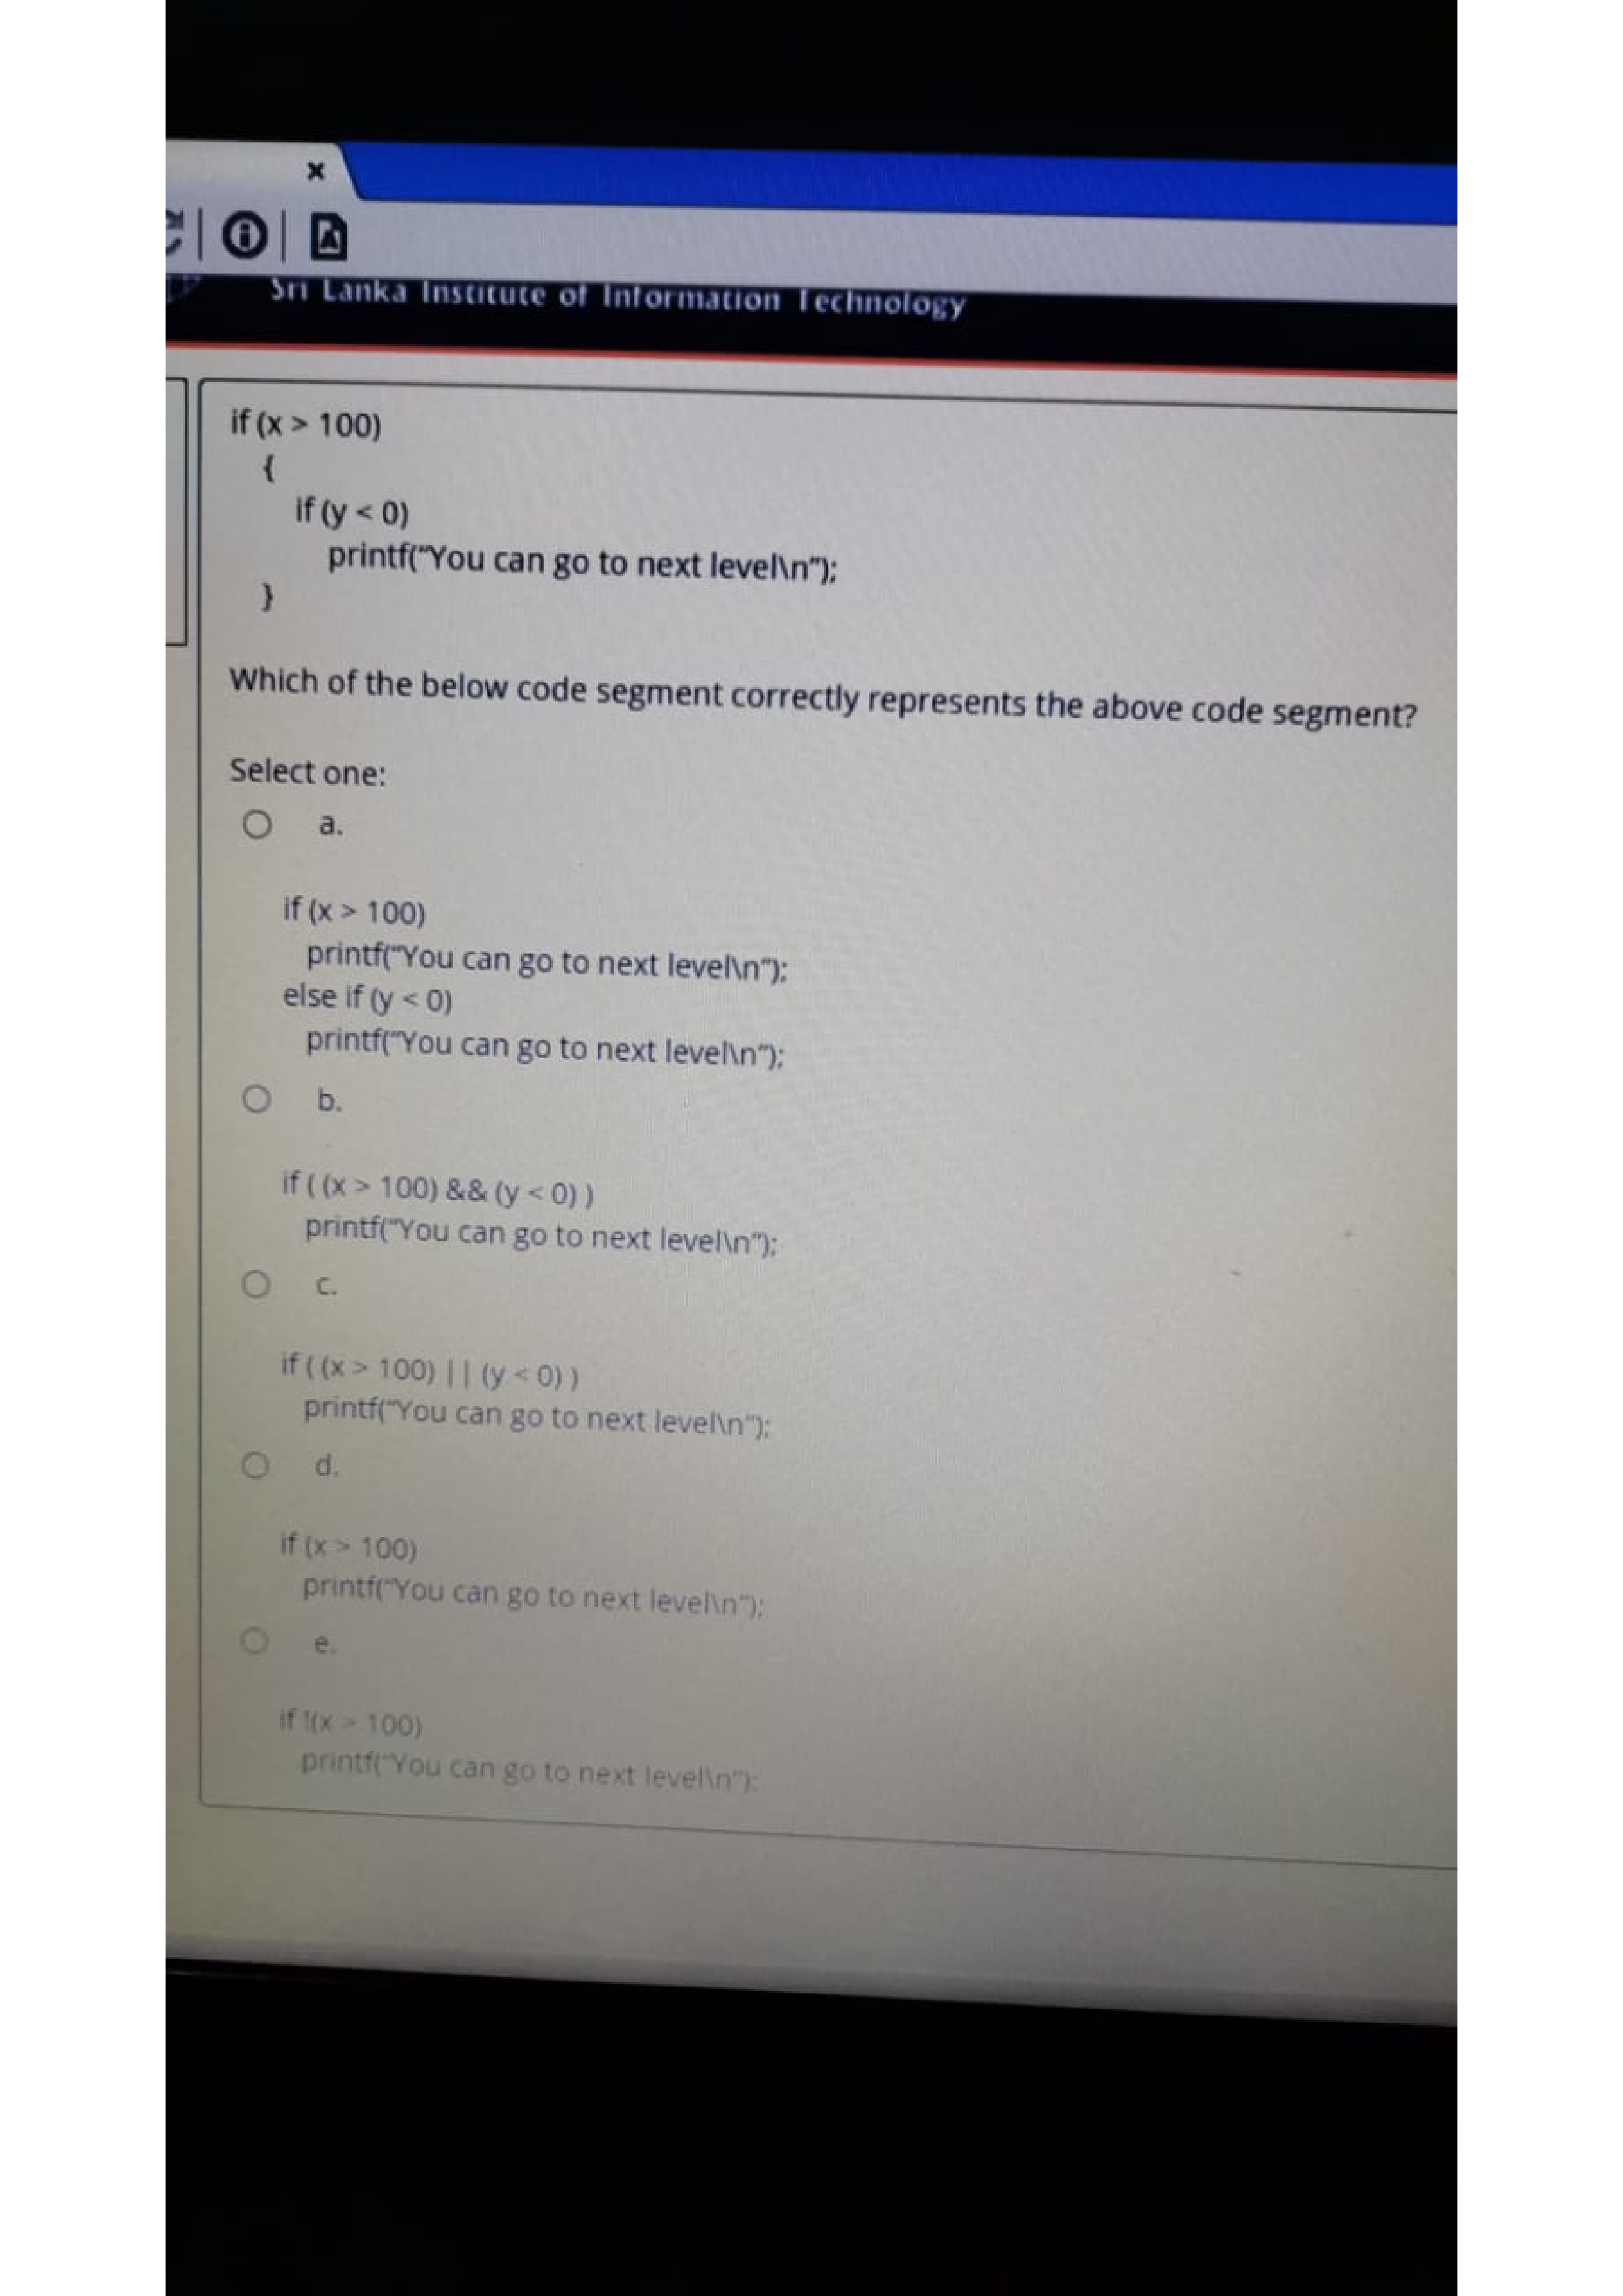 Sri Lanka Institute of Information Technology
if (x > 100)
{
if (y < 0)
printf("You can go to next level\n");
}
Which of the below code segment correctly represents the above code segment?
Select one:
a.
if (x > 100)
printf("You can go to next level\n");
else if (y < 0)
printf("You can go to next level\n");
b.
if ( (x > 100) && (y < 0) )
printf("You can go to next level\n");
c.
if ( (x > 100) || (y < 0) )
printf("You can go to next level\n");
d.
if (x > 100)
printf("You can go to next level\n");
e.
if !(x > 100)
printf("You can go to next level\n");